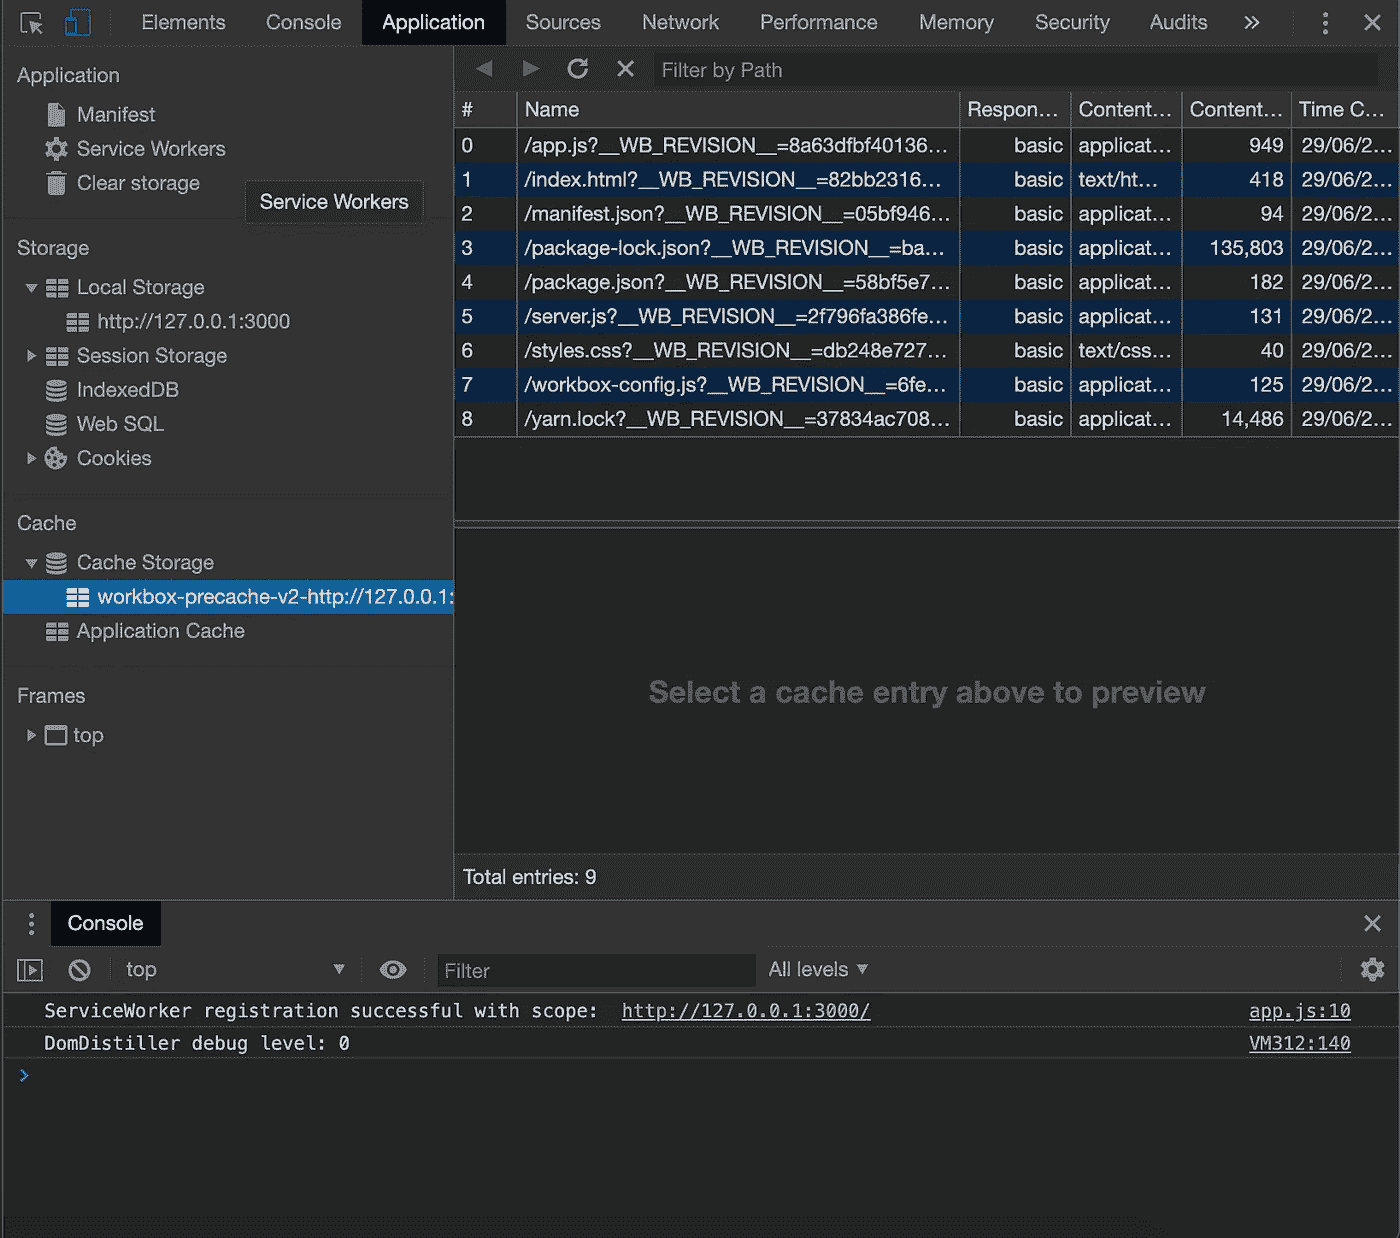 Elements Console Application Sources Network Performance Memory Security Audits »
Application
Manifest
Service Workers
Clear storage
Service Workers
Storage
Local Storage
http://127.0.0.1:3000
Session Storage
IndexedDB
Web SQL
Cookies
Cache
Cache Storage
workbox-precache-v2-http://127.0.0.1:
Application Cache
Frames
top
Filter by Path
# Name Respon... Content... Content... Time C...
0 /app.js?__WB_REVISION__=8a63dfbf40136... basic applicat... 949 29/06/2...
1 /index.html?__WB_REVISION__=82bb2316... basic text/ht... 418 29/06/2...
2 /manifest.json?__WB_REVISION__=05bf946... basic applicat... 94 29/06/2...
3 /package-lock.json?__WB_REVISION__=ba... basic applicat... 135,803 29/06/2...
4 /package.json?__WB_REVISION__=58bf5e7... basic applicat... 182 29/06/2...
5 /server.js?__WB_REVISION__=2f796fa386fe... basic applicat... 131 29/06/2...
6 /styles.css?__WB_REVISION__=db248e727... basic text/css... 40 29/06/2...
7 /workbox-config.js?__WB_REVISION__=6fe... basic applicat... 125 29/06/2...
8 /yarn.lock?__WB_REVISION__=37834ac708... basic applicat... 14,486 29/06/2...
Select a cache entry above to preview
Total entries: 9
Console
top Filter All levels
ServiceWorker registration successful with scope: http://127.0.0.1:3000/ app.js:10
DomDistiller debug level: 0 VM312:140